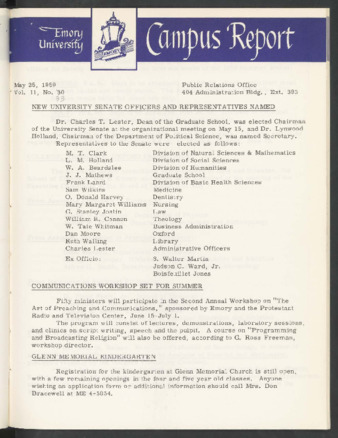 Emory
University
Campus Report
EMORY
May 25, 1959 Public Relations Office
Vol. 11, No. 30 404 Administration Bldg., Ext. 393
NEW UNIVERSITY SENATE OFFICERS AND REPRESENTATIVES NAMED
Dr. Charles T. Lester, Dean of the Graduate School, was elected Chairman
of the University Senate at the organizational meeting on May 15, and Dr. Lynwood
Holland, Chairman of the Department of Political Science, was named Secretary.
Representatives to the Senate were elected as follows:
M. T. Clark Division of Natural Sciences & Mathematics
L. M. Holland Division of Social Sciences
W. A. Beardslee Division of Humanities
J. J. Mathews Graduate School
Frank Lanni Division of Basic Health Sciences
Sam Wilkins Medicine
O. Donald Harvey Dentistry
Mary Margaret Williams Nursing
G. Stanley Joslin Law
William R. Cannon Theology
W. Tate Whitman Business Administration
Dan Moore Oxford
Reta Walling Library
Charles Lester Administrative Officers
Ex Officio: S. Walter Martin
Judson C. Ward, Jr.
Boisfeuillet Jones
COMMUNICATIONS WORKSHOP SET FOR SUMMER
Fifty ministers will participate in the Second Annual Workshop on "The
Art of Preaching and Communications," sponsored by Emory and the Protestant
Radio and Television Center, June 15-July 1.
The program will consist of lectures, demonstrations, laboratory sessions,
and clinics on script writing, speech and the pulpit. A course on "Programming
and Broadcasting Religion" will also be offered, according to G. Ross Freeman,
workshop director.
GLENN MEMORIAL KINDERGARTEN
Registration for the kindergarten at Glenn Memorial Church is still open,
with a few remaining openings in the four and five year old classes. Anyone
wishing an application form or additional information should call Mrs. Don
Bracewell at ME 4-5054.